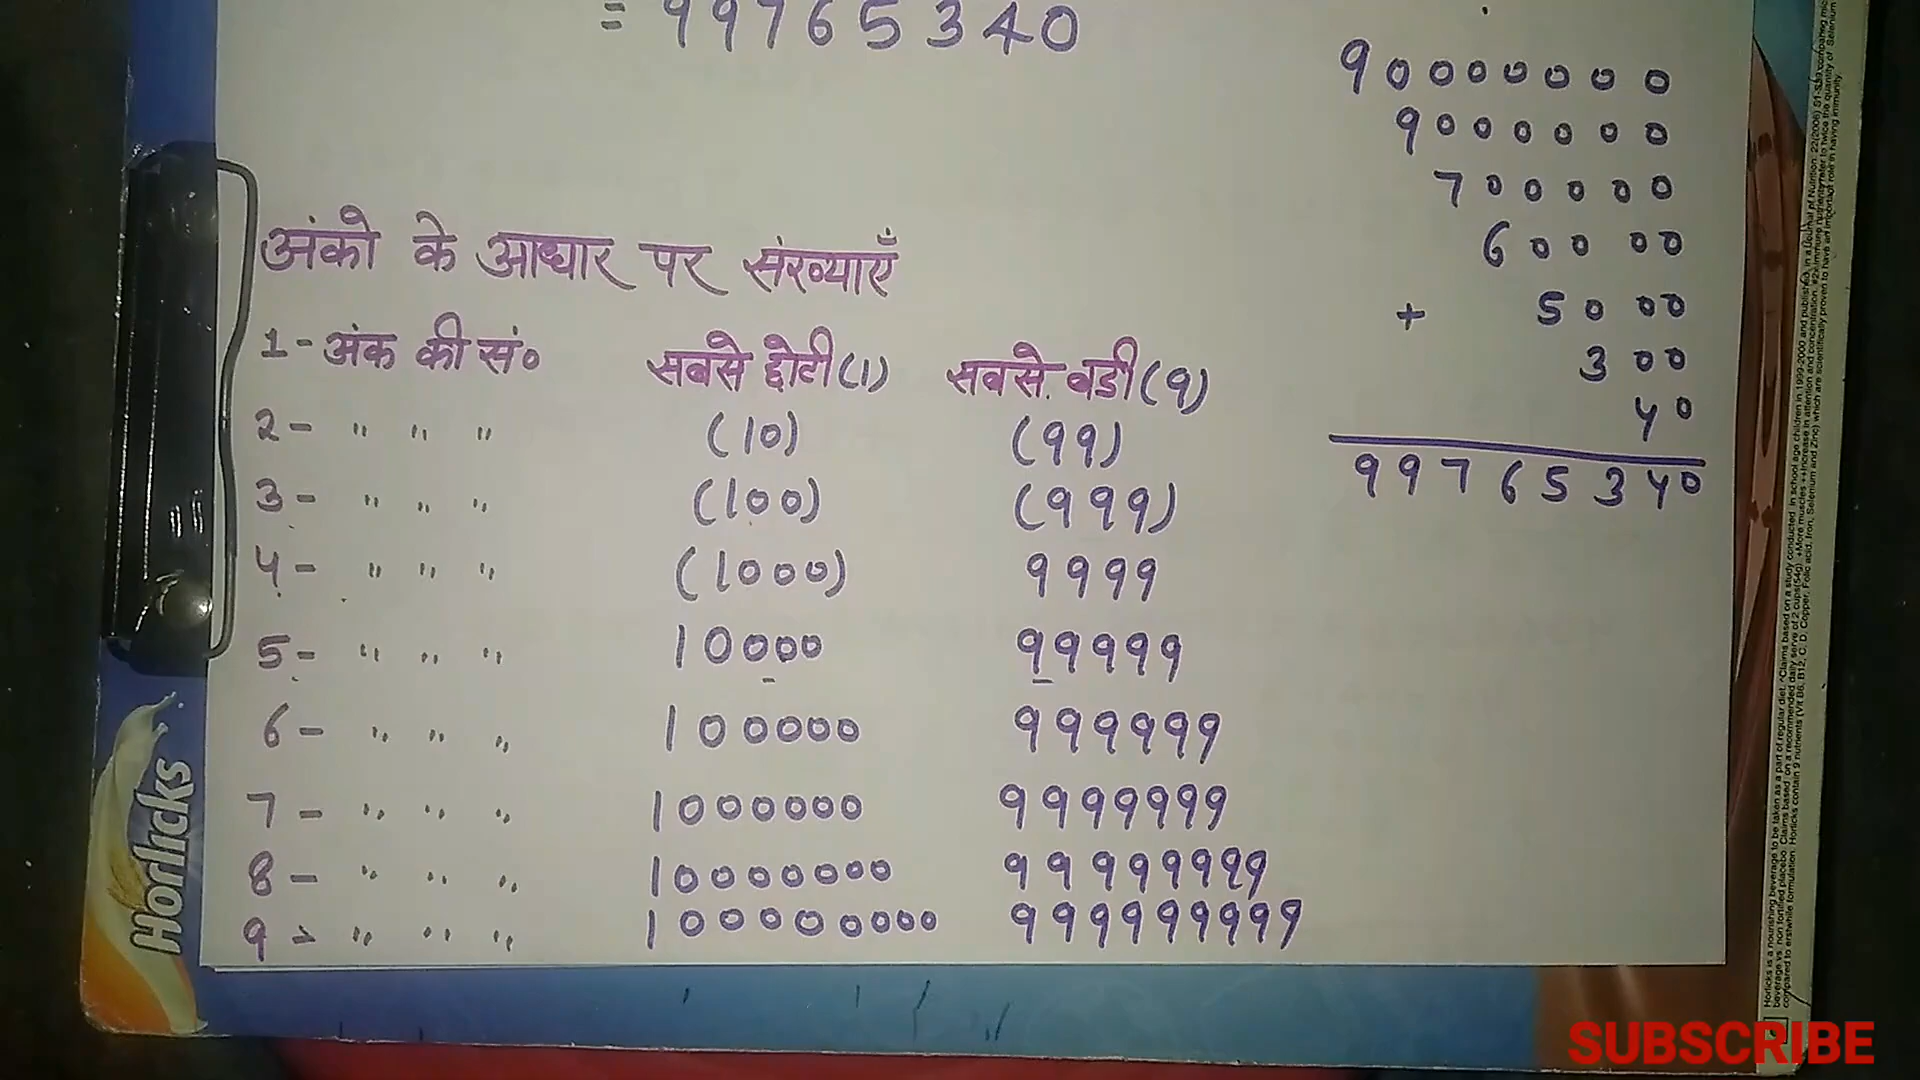 = 99765340
90000000
9000000
700000
60000
+ 5000
300
40
99765340
अंको के आधार पर संख्याएँ
1- अंक की सं० सबसे छोटी (1) सबसे बडी (9)
2- " " " (10) (99)
3- " " " (100) (999)
4- " " " (1000) 9999
5- " " " 10000 99999
6- " " " 100000 999999
7- " " " 1000000 9999999
8- " " " 10000000 99999999
9- " " " 100000000 999999999
Horlicks
SUBSCRIBE